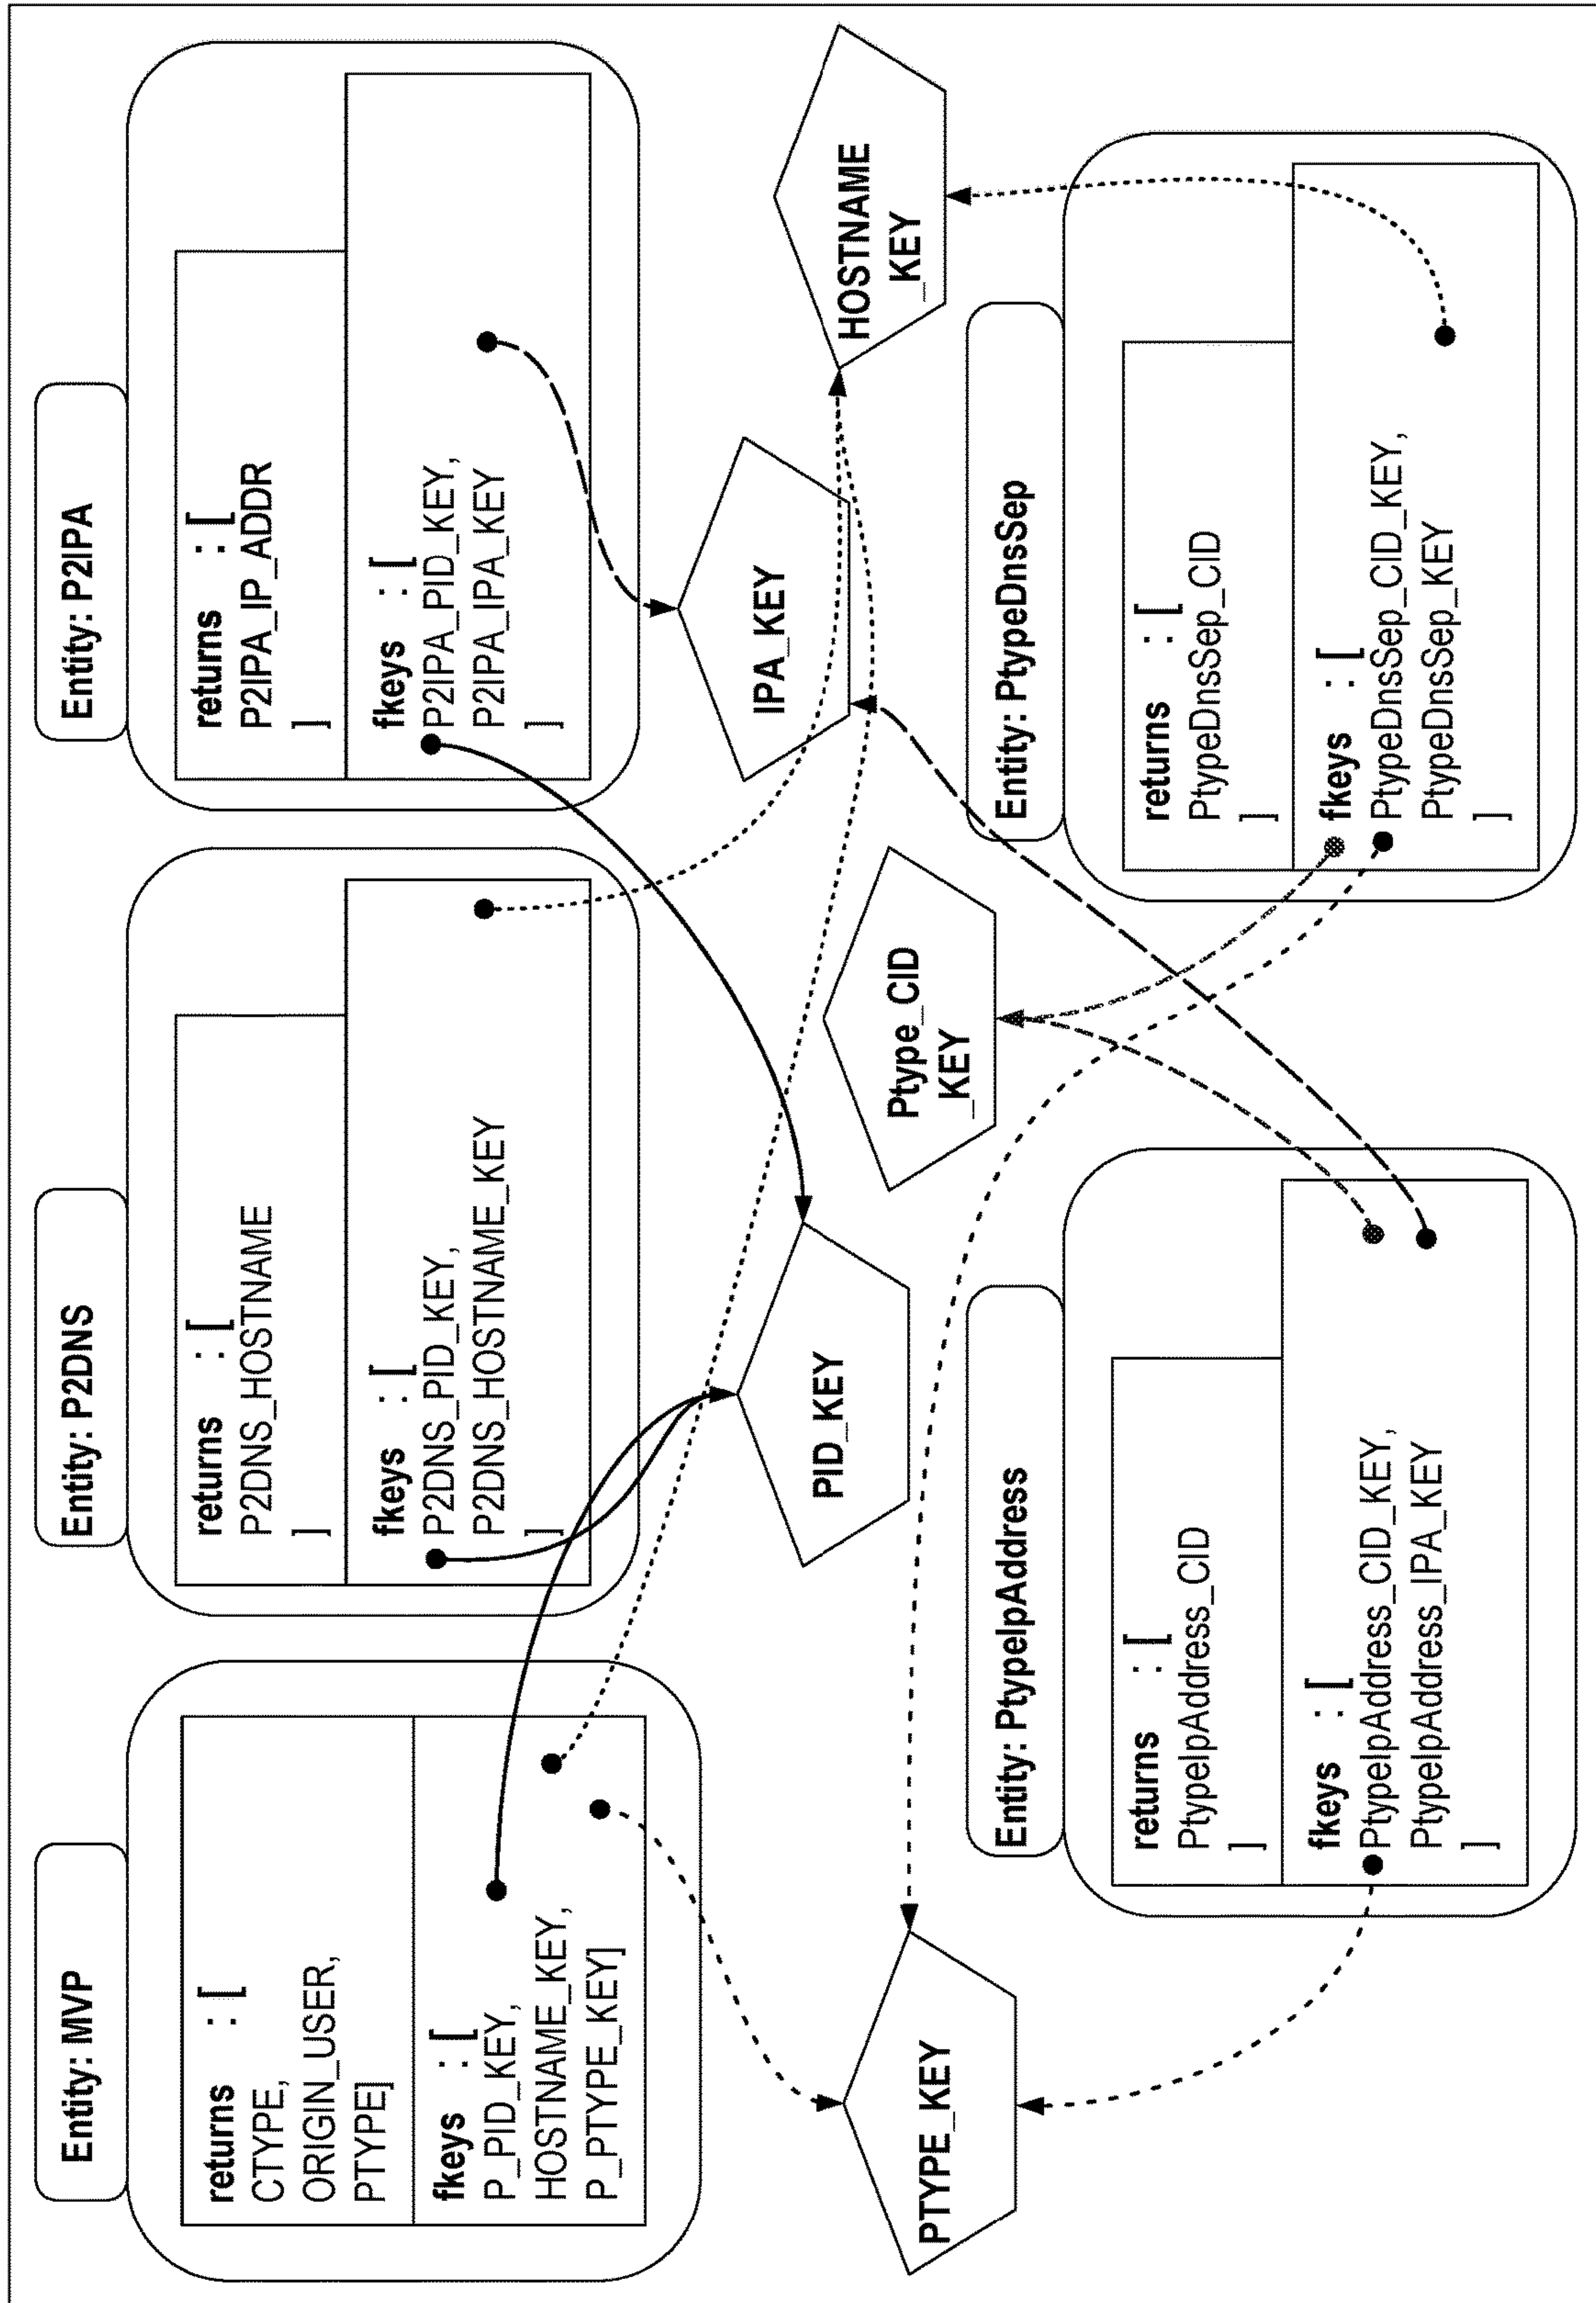 Entity: MVP
returns : [
CTYPE,
ORIGIN_USER,
PTYPE]
fkeys : [
P_PID_KEY,
HOSTNAME_KEY,
P_PTYPE_KEY]
Entity: P2DNS
returns : [
P2DNS_HOSTNAME
]
fkeys : [
P2DNS_PID_KEY,
P2DNS_HOSTNAME_KEY
]
Entity: P2IPA
returns : [
P2IPA_IP_ADDR
]
fkeys : [
P2IPA_PID_KEY,
P2IPA_IPA_KEY
]
PTYPE_KEY
PID_KEY
Ptype_CID
_KEY
IPA_KEY
HOSTNAME
_KEY
Entity: PtypeIpAddress
returns : [
PtypeIpAddress_CID
]
fkeys : [
PtypeIpAddress_CID_KEY,
PtypeIpAddress_IPA_KEY
]
Entity: PtypeDnsSep
returns : [
PtypeDnsSep_CID
]
fkeys : [
PtypeDnsSep_CID_KEY,
PtypeDnsSep_KEY
]